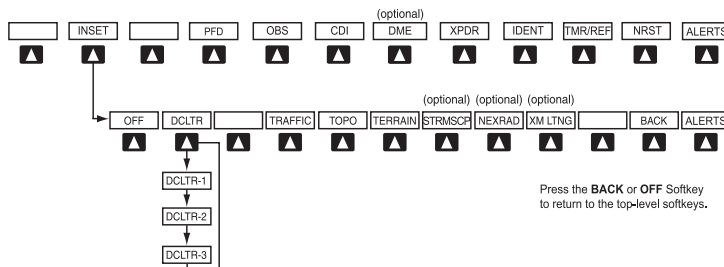 (optional)
INSET PFD OBS CDI DME XPDR IDENT TMR/REF NRST ALERTS
(optional) (optional) (optional)
OFF DCLTR TRAFFIC TOPO TERRAIN STRMSCP NEXRAD XM LTNG BACK ALERTS
DCLTR-1
Press the BACK or OFF Softkey
to return to the top-level softkeys.
DCLTR-2
DCLTR-3